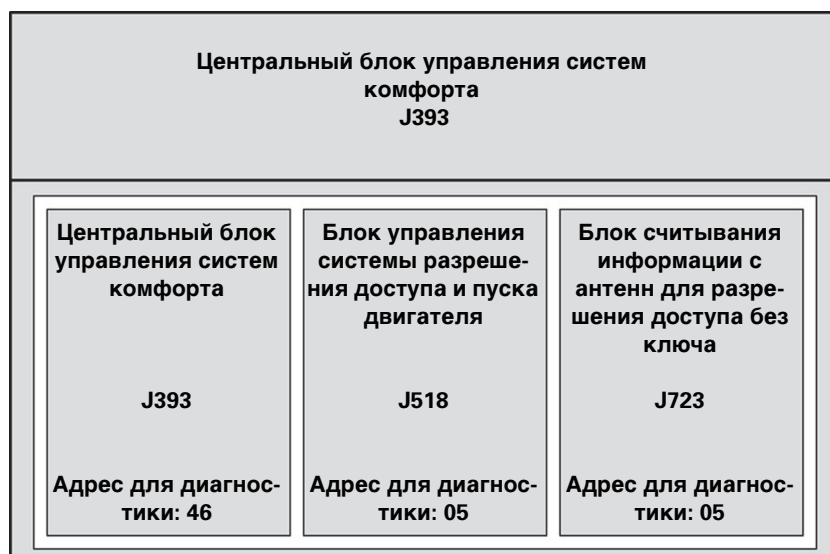 Центральный блок управления систем
комфорта
J393
Центральный блок
управления систем
комфорта
J393
Адрес для диагнос-
тики: 46
Блок управления
системы разреше-
ния доступа и пуска
двигателя
J518
Адрес для диагнос-
тики: 05
Блок считывания
информации с
антенн для разре-
шения доступа без
ключа
J723
Адрес для диагнос-
тики: 05